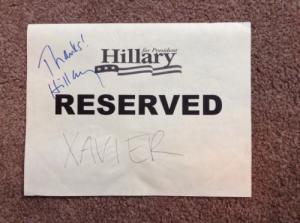 Thanks!
Hillary
for President
Hillary
RESERVED
XAVIER